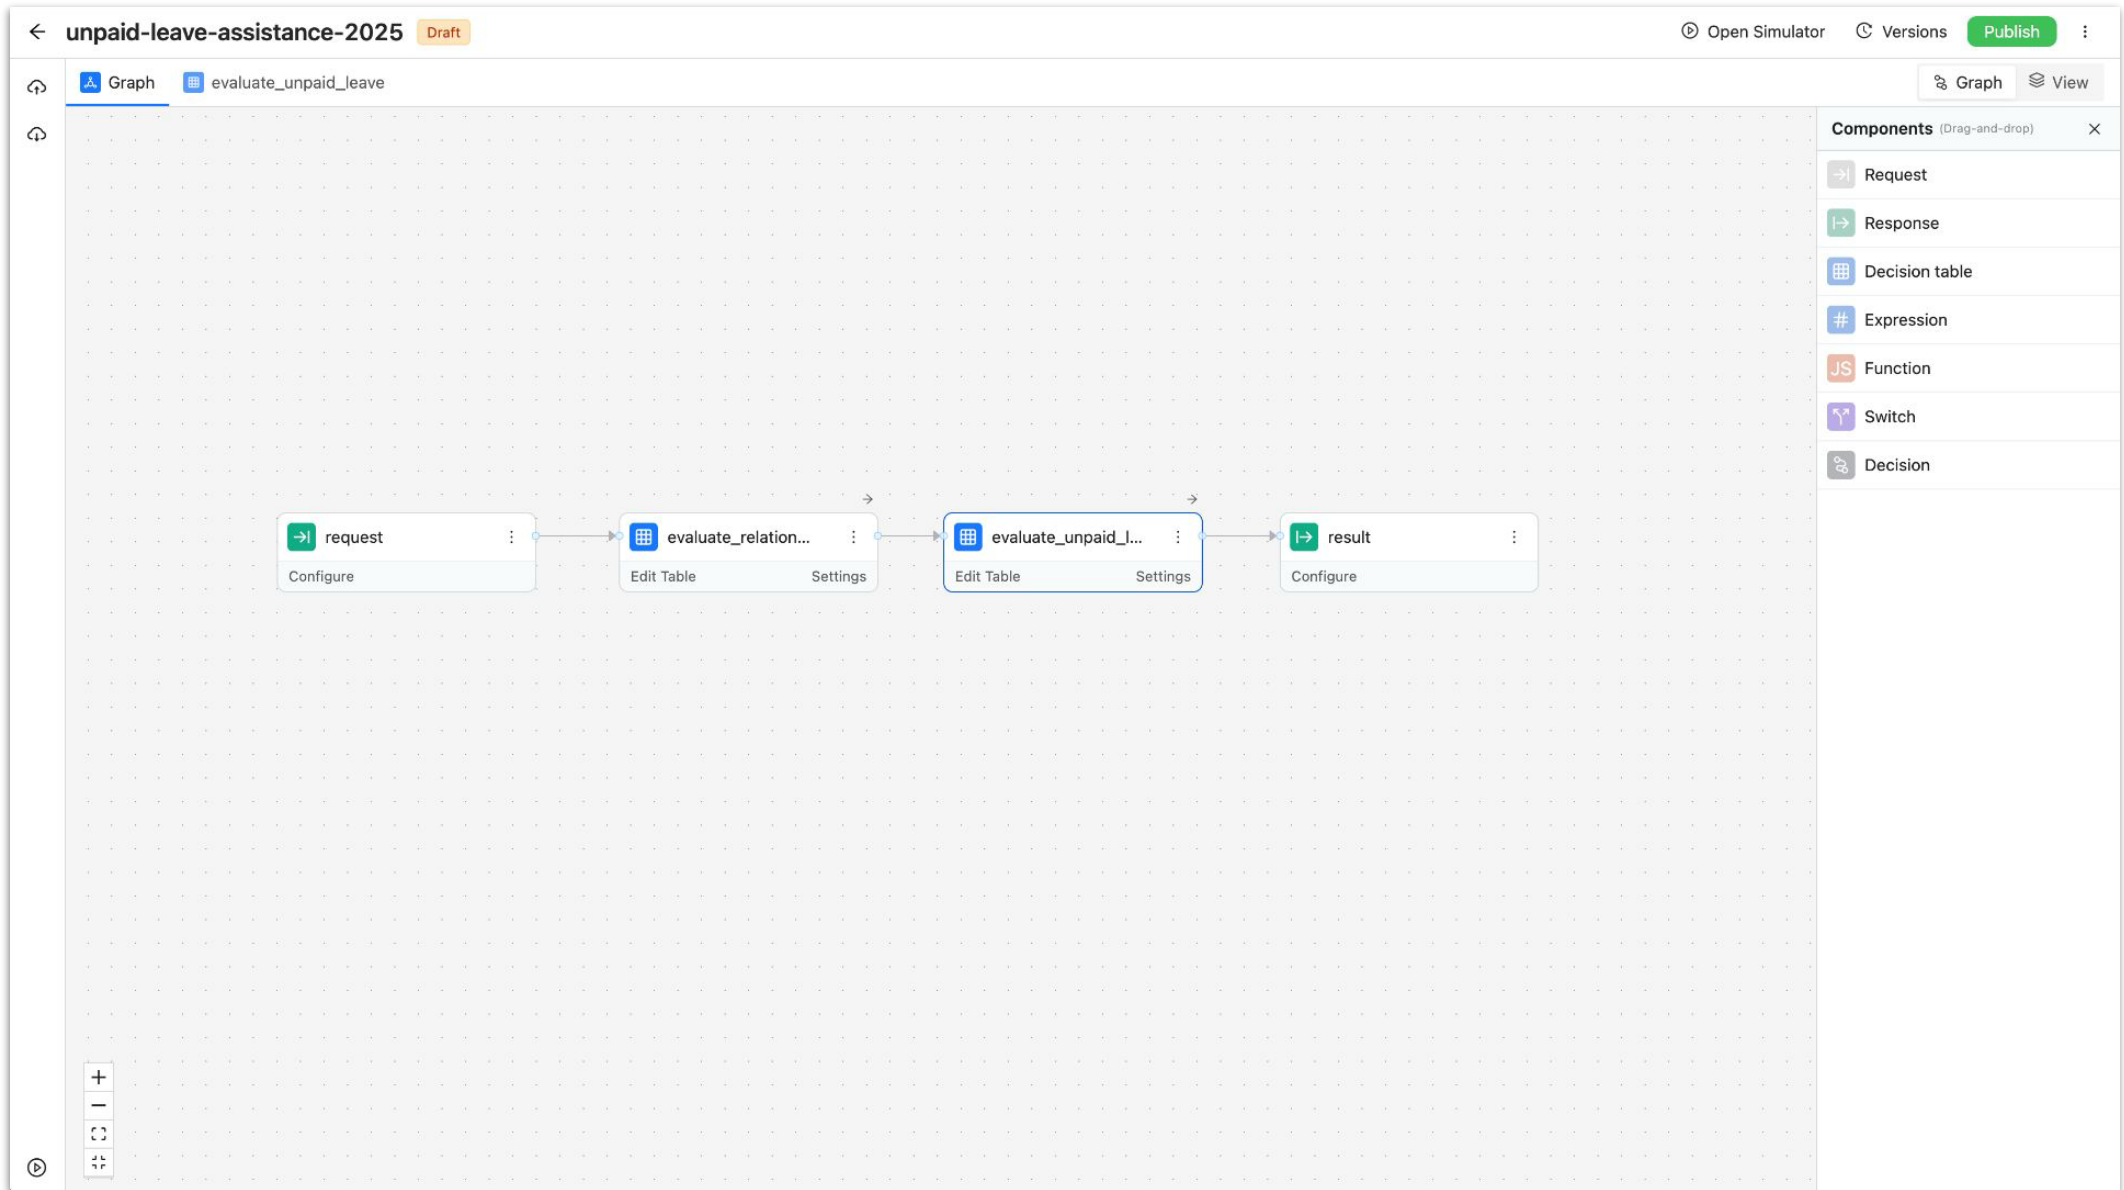 unpaid-leave-assistance-2025 Draft Open Simulator Versions Publish
Graph evaluate_unpaid_leave Graph View
Components (Drag-and-drop)
Request
Response
Decision table
Expression
JS Function
Switch
Decision
request
Configure
evaluate_relation...
Edit Table Settings
evaluate_unpaid_l...
Edit Table Settings
result
Configure